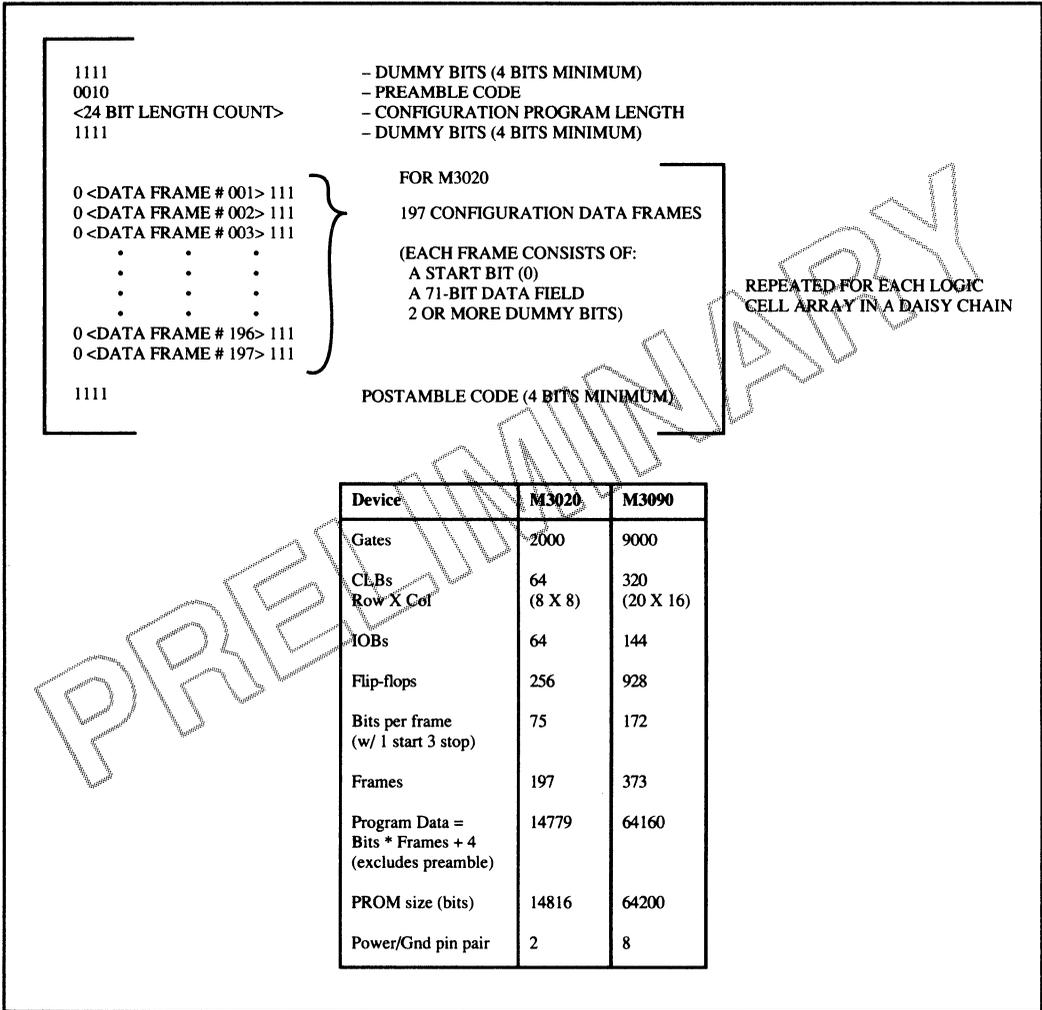 1111 – DUMMY BITS (4 BITS MINIMUM)
0010 – PREAMBLE CODE
<24 BIT LENGTH COUNT> – CONFIGURATION PROGRAM LENGTH
1111 – DUMMY BITS (4 BITS MINIMUM)
FOR M3020
0 <DATA FRAME # 001> 111
0 <DATA FRAME # 002> 111
0 <DATA FRAME # 003> 111
197 CONFIGURATION DATA FRAMES
(EACH FRAME CONSISTS OF:
A START BIT (0)
A 71-BIT DATA FIELD
2 OR MORE DUMMY BITS)
0 <DATA FRAME # 196> 111
0 <DATA FRAME # 197> 111
REPEATED FOR EACH LOGIC
CELL ARRAY IN A DAISY CHAIN
1111 POSTAMBLE CODE (4 BITS MINIMUM)
PRELIMINARY
Device M3020 M3090
Gates 2000 9000
CLBs 64 320
Row X Col (8 X 8) (20 X 16)
IOBs 64 144
Flip-flops 256 928
Bits per frame 75 172
(w/ 1 start 3 stop)
Frames 197 373
Program Data = 14779 64160
Bits * Frames + 4
(excludes preamble)
PROM size (bits) 14816 64200
Power/Gnd pin pair 2 8